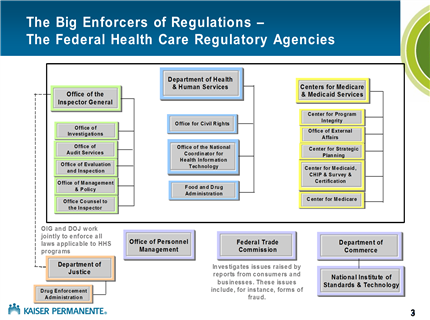 The Big Enforcers of Regulations –
The Federal Health Care Regulatory Agencies
Department of Health
& Human Services
Office of the
Inspector General
Centers for Medicare
& Medicaid Services
Office of
Investigations
Office of
Audit Services
Office of Evaluation
and Inspection
Office of Management
& Policy
Office Counsel to
the Inspector
Office for Civil Rights
Office of the National
Coordinator for
Health Information
Technology
Food and Drug
Administration
Center for Program
Integrity
Office of External
Affairs
Center for Strategic
Planning
Center for Medicaid,
CHIP & Survey &
Certification
Center for Medicare
OIG and DOJ work
jointly to enforce all
laws applicable to HHS
programs
Department of
Justice
Drug Enforcement
Administration
Office of Personnel
Management
Federal Trade
Commission
Investigates issues raised by
reports from consumers and
businesses. These issues
include, for instance, forms of
fraud.
Department of
Commerce
National Institute of
Standards & Technology
KAISER PERMANENTE®
3